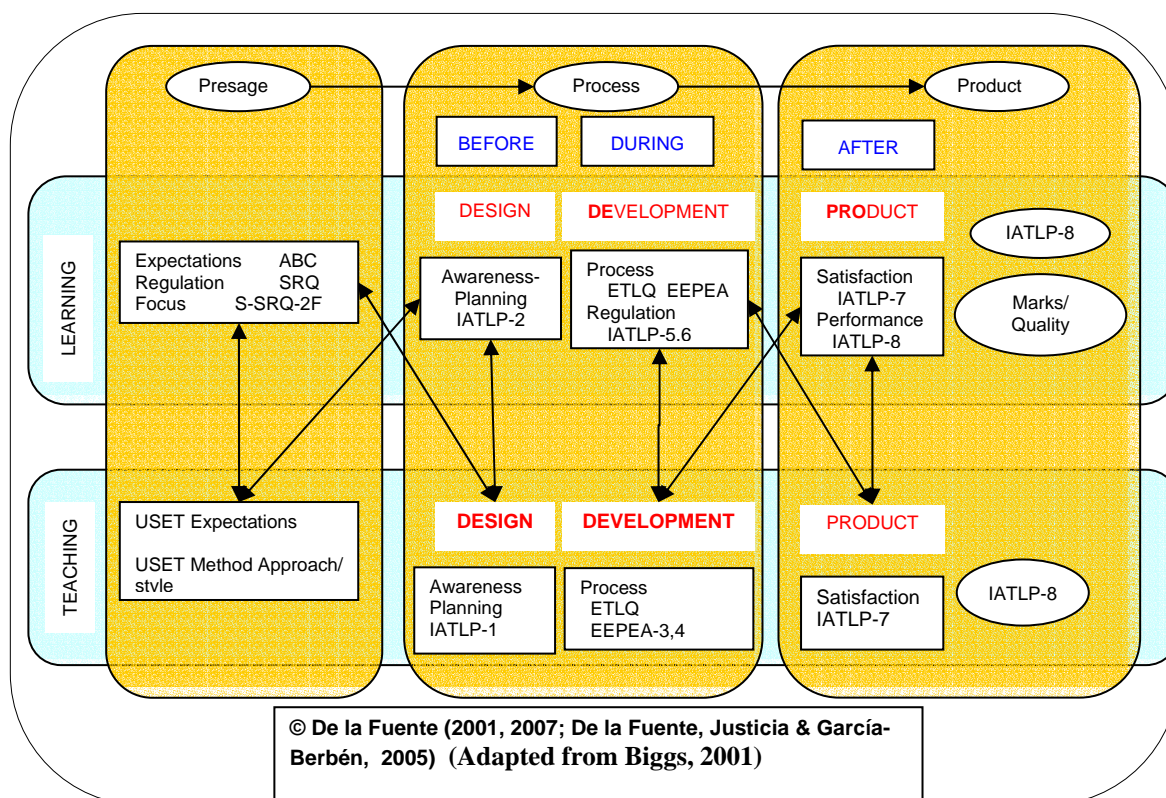 Presage
Process
Product
BEFORE
DURING
AFTER
LEARNING
DESIGN
DEVELOPMENT
PRODUCT
IATLP-8
Expectations ABC
Regulation SRQ
Focus S-SRQ-2F
Awareness-
Planning
IATLP-2
Process
ETLQ EEPEA
Regulation
IATLP-5.6
Satisfaction
IATLP-7
Performance
IATLP-8
Marks/
Quality
TEACHING
USET Expectations
USET Method Approach/
style
DESIGN
DEVELOPMENT
PRODUCT
Awareness
Planning
IATLP-1
Process
ETLQ
EEPEA-3,4
Satisfaction
IATLP-7
IATLP-8
© De la Fuente (2001, 2007; De la Fuente, Justicia & García-
Berbén, 2005) (Adapted from Biggs, 2001)